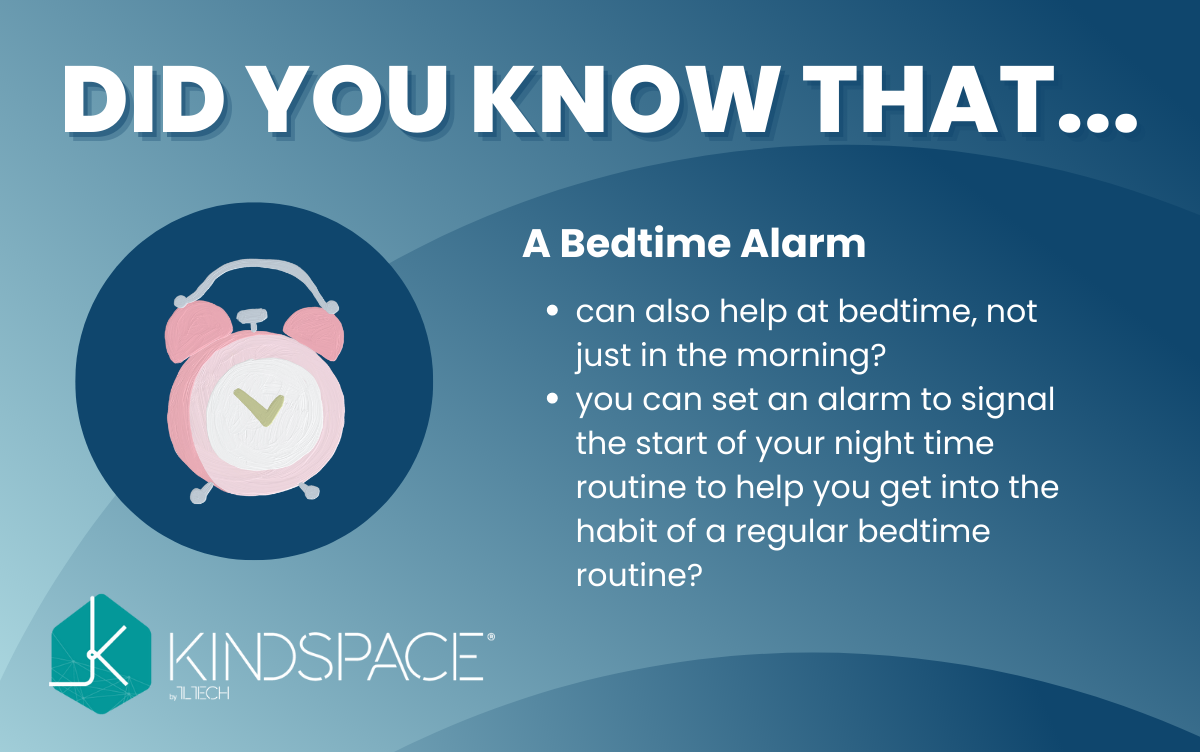 DID YOU KNOW THAT...
A Bedtime Alarm
• can also help at bedtime, not
just in the morning?
• you can set an alarm to signal
the start of your night time
routine to help you get into the
habit of a regular bedtime
routine?
KINDSPACE®
by TLTECH